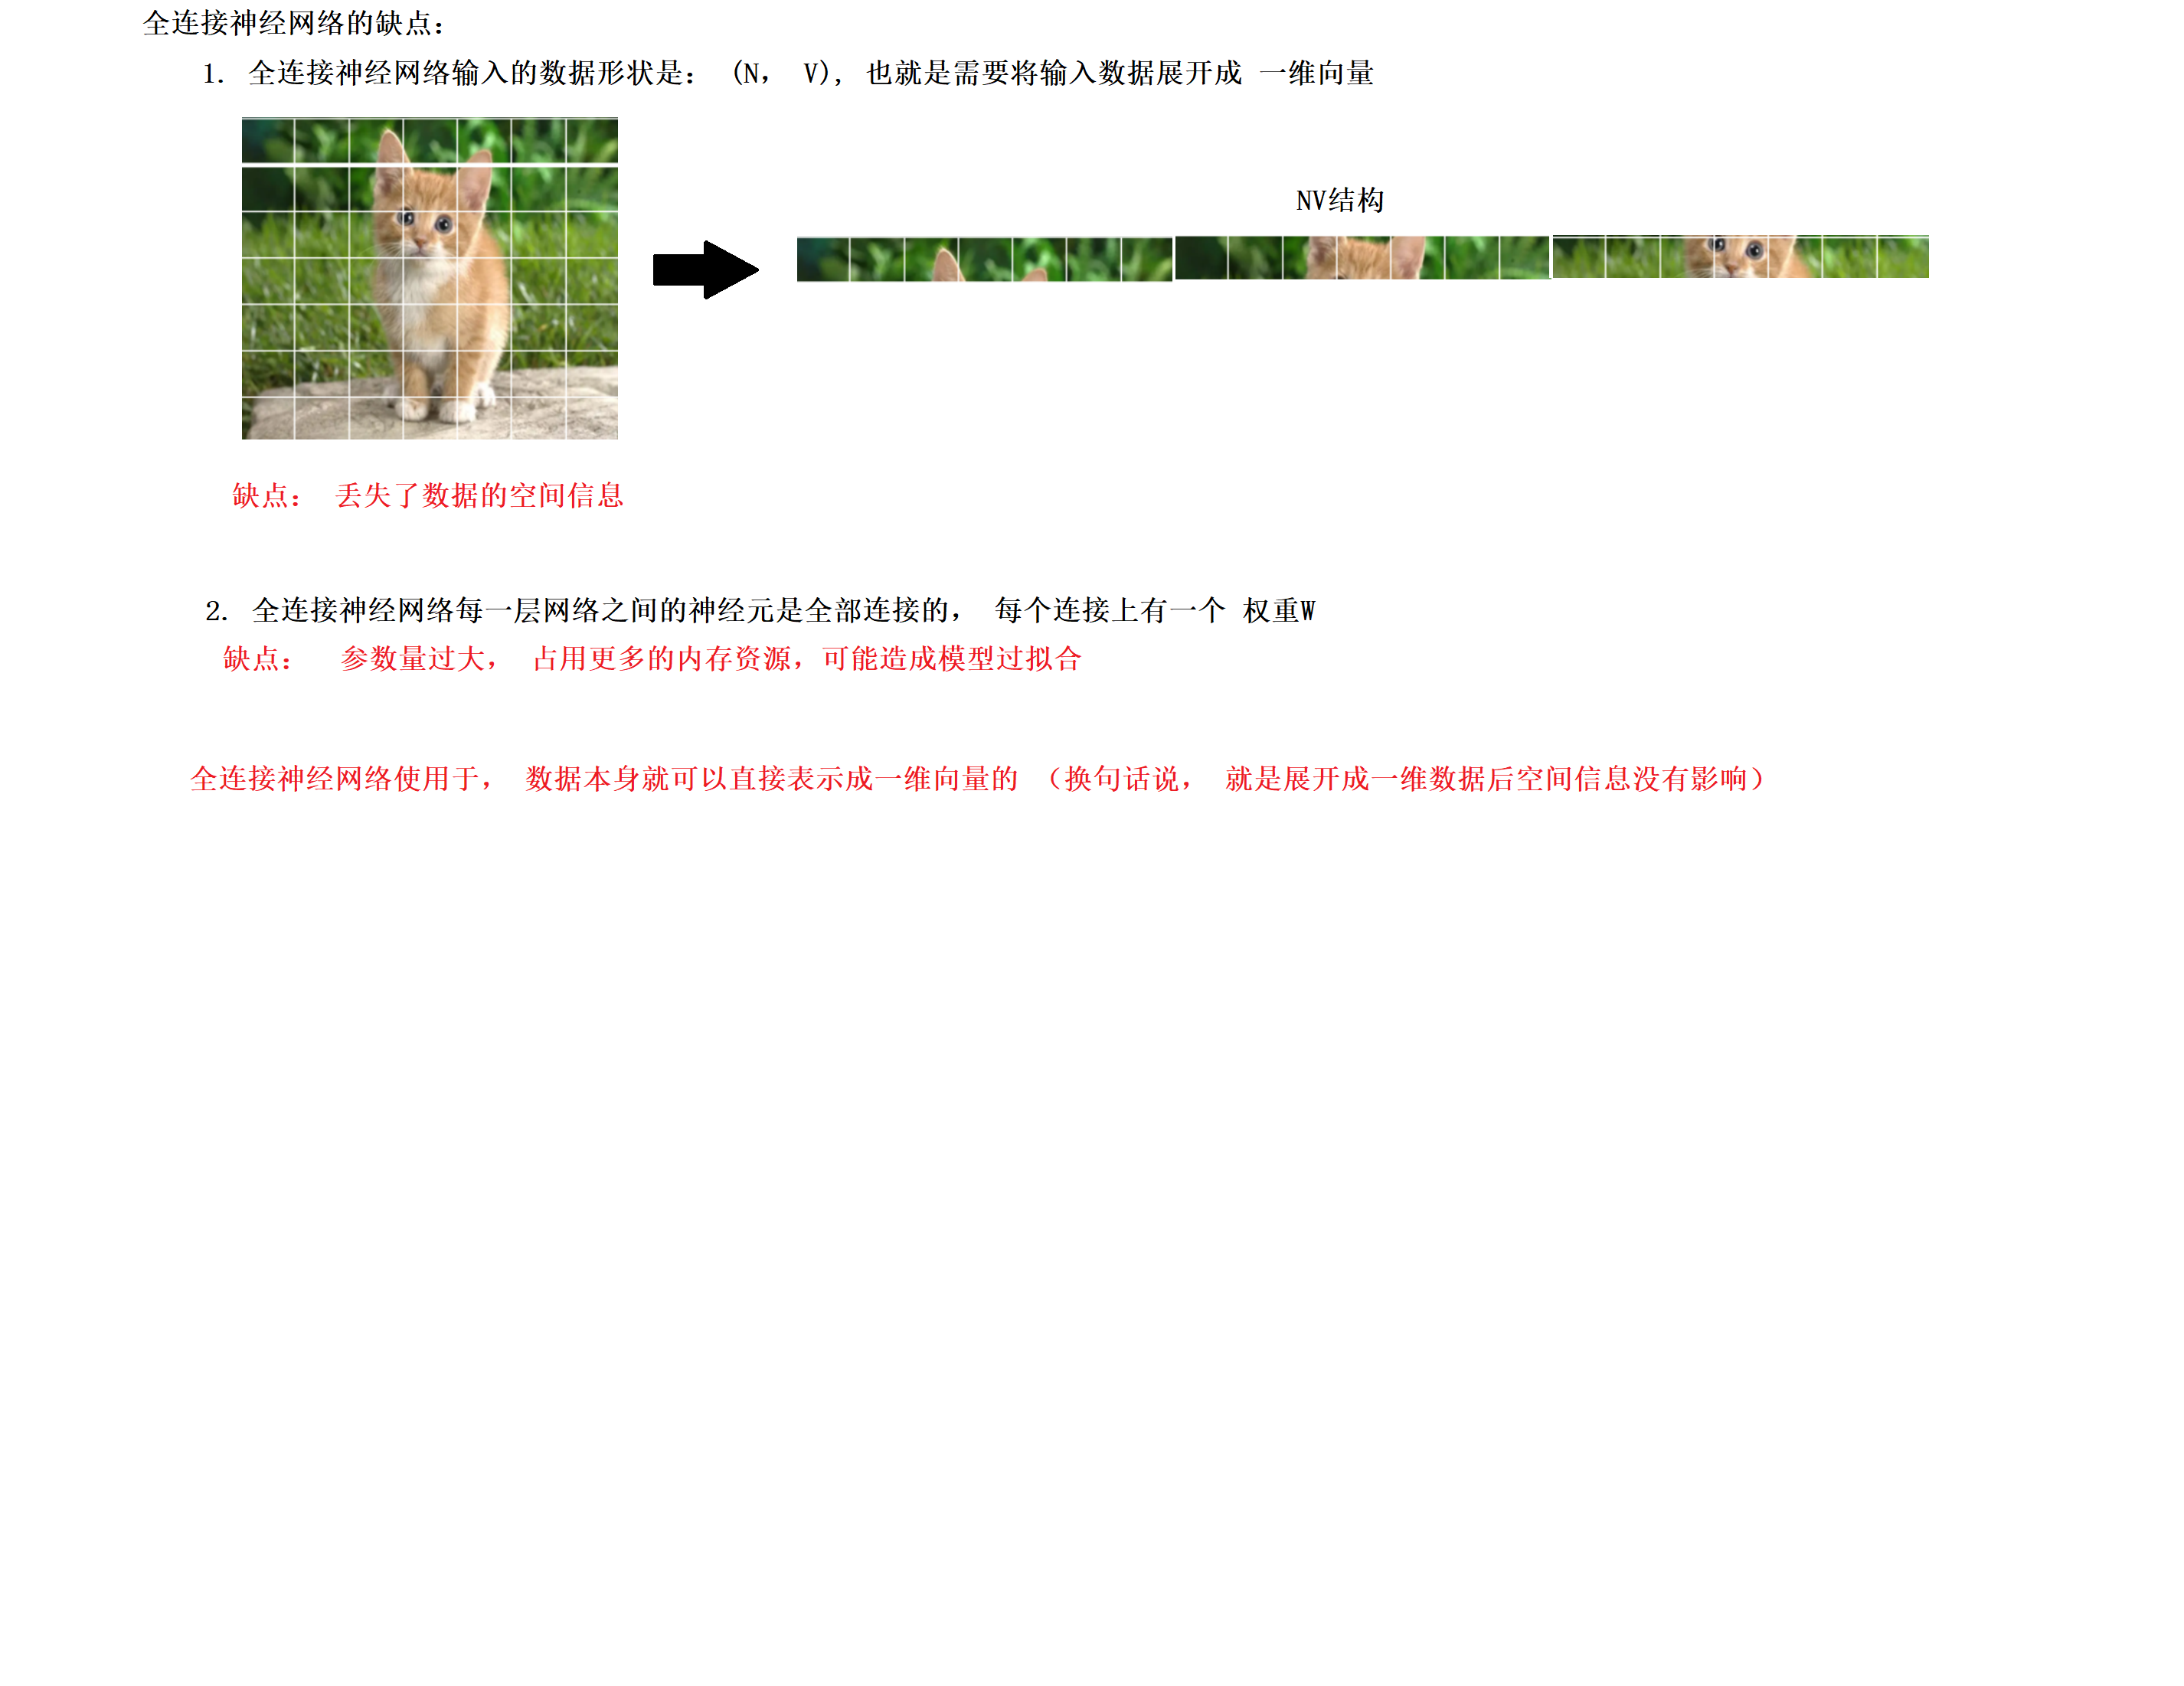 全连接神经网络的缺点：
1. 全连接神经网络输入的数据形状是： (N， V)， 也就是需要将输入数据展开成 一维向量
NV结构
缺点： 丢失了数据的空间信息
2. 全连接神经网络每一层网络之间的神经元是全部连接的， 每个连接上有一个 权重W
缺点： 参数量过大， 占用更多的内存资源，可能造成模型过拟合
全连接神经网络使用于， 数据本身就可以直接表示成一维向量的 （换句话说， 就是展开成一维数据后空间信息没有影响）